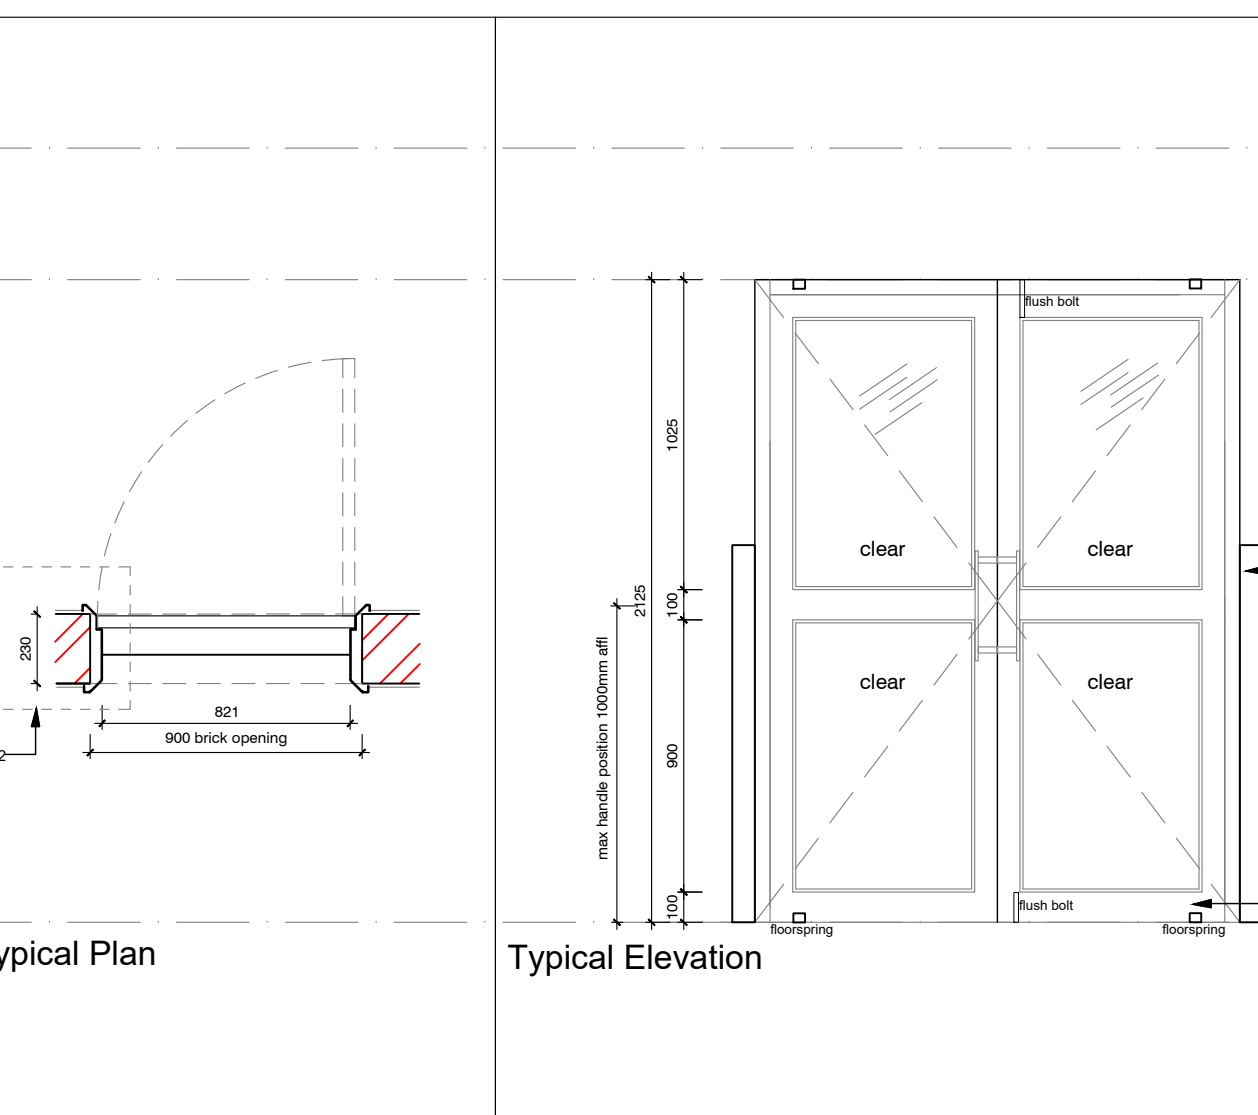 230
821
900 brick opening
2
ypical Plan
flush bolt
1025
clear
clear
2125
100
max handle position 1000mm affl
clear
clear
900
100
flush bolt
floorspring
floorspring
Typical Elevation